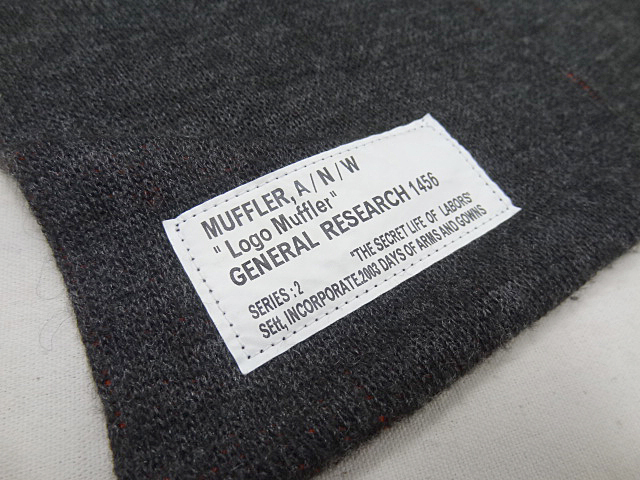 MUFFLER, A / N / W
" Logo Muffler"
GENERAL RESEARCH 1456
SERIES :2 "THE SECRET LIFE OF LABORS"
SEtt, INCORPORATE.2003 DAYS OF ARMS AND GOWNS